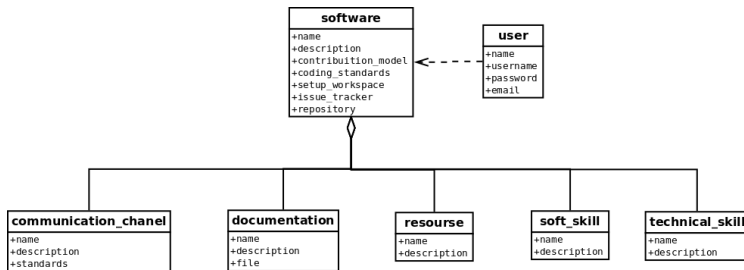 software
+name
+description
+contribuition_model
+coding_standards
+setup_workspace
+issue_tracker
+repository
user
+name
+username
+password
+email
communication_chanel
+name
+description
+standards
documentation
+name
+description
+file
resourse
+name
+description
soft_skill
+name
+description
technical_skill
+name
+description